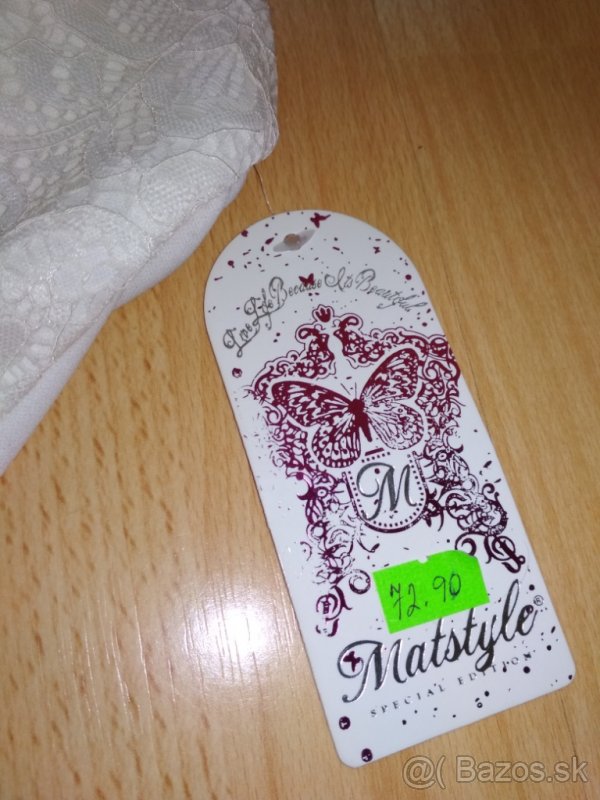 Love Life Because It's Beautiful
M
72.90
Matstyle®
SPECIAL EDITION
@( Bazos.sk